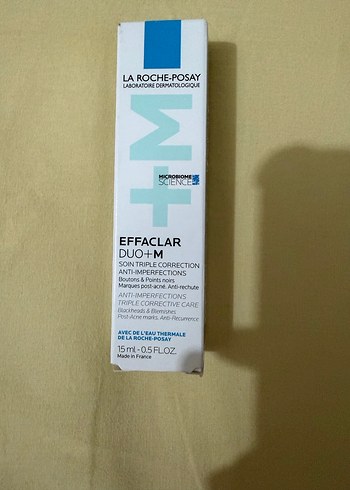 LA ROCHE-POSAY
LABORATOIRE DERMATOLOGIQUE
+M
MICROBIOME
SCIENCE
EFFACLAR
DUO+M
SOIN TRIPLE CORRECTION
ANTI-IMPERFECTIONS
Boutons & Points noirs
Marques post-acné, Anti-rechute
ANTI-IMPERFECTIONS
TRIPLE CORRECTIVE CARE
Blackheads & Blemishes
Post-Acne marks, Anti-Recurrence
AVEC DE L'EAU THERMALE
DE LA ROCHE-POSAY
15 ml - 0.5 FL.OZ.
Made in France